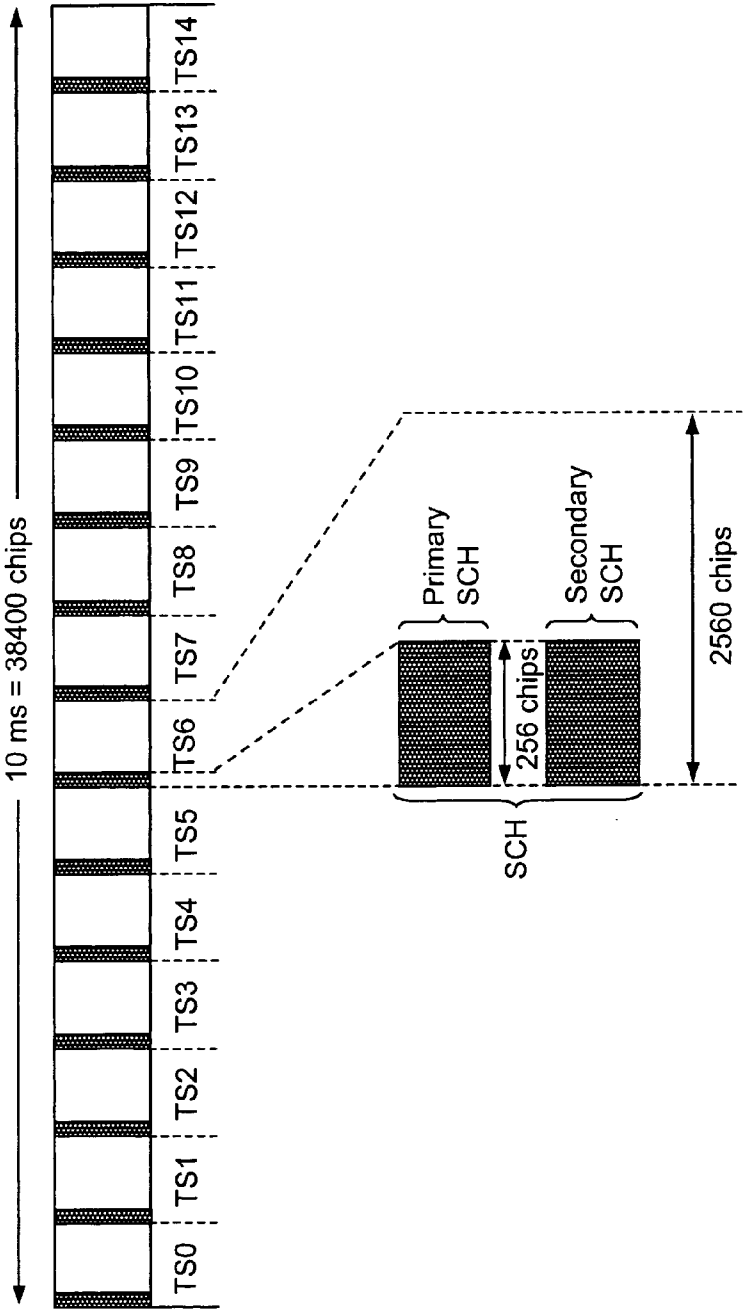 10 ms = 38400 chips
TS0
TS1
TS2
TS3
TS4
TS5
TS6
TS7
TS8
TS9
TS10
TS11
TS12
TS13
TS14
SCH
Primary
SCH
256 chips
Secondary
SCH
2560 chips